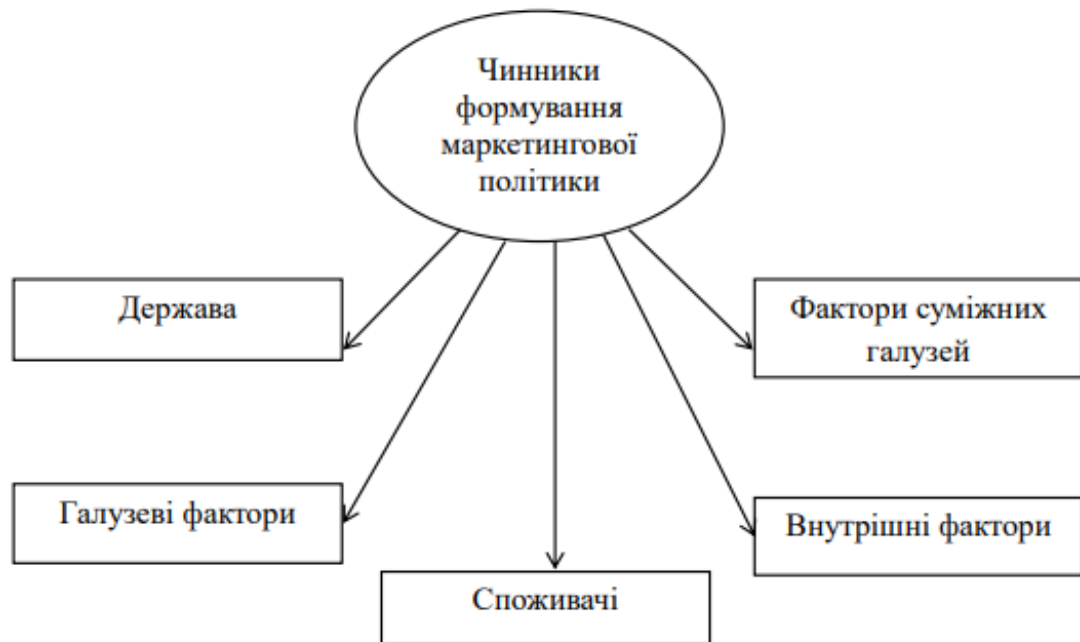 Чинники
формування
маркетингової
політики
Держава
Фактори суміжних
галузей
Галузеві фактори
Внутрішні фактори
Споживачі